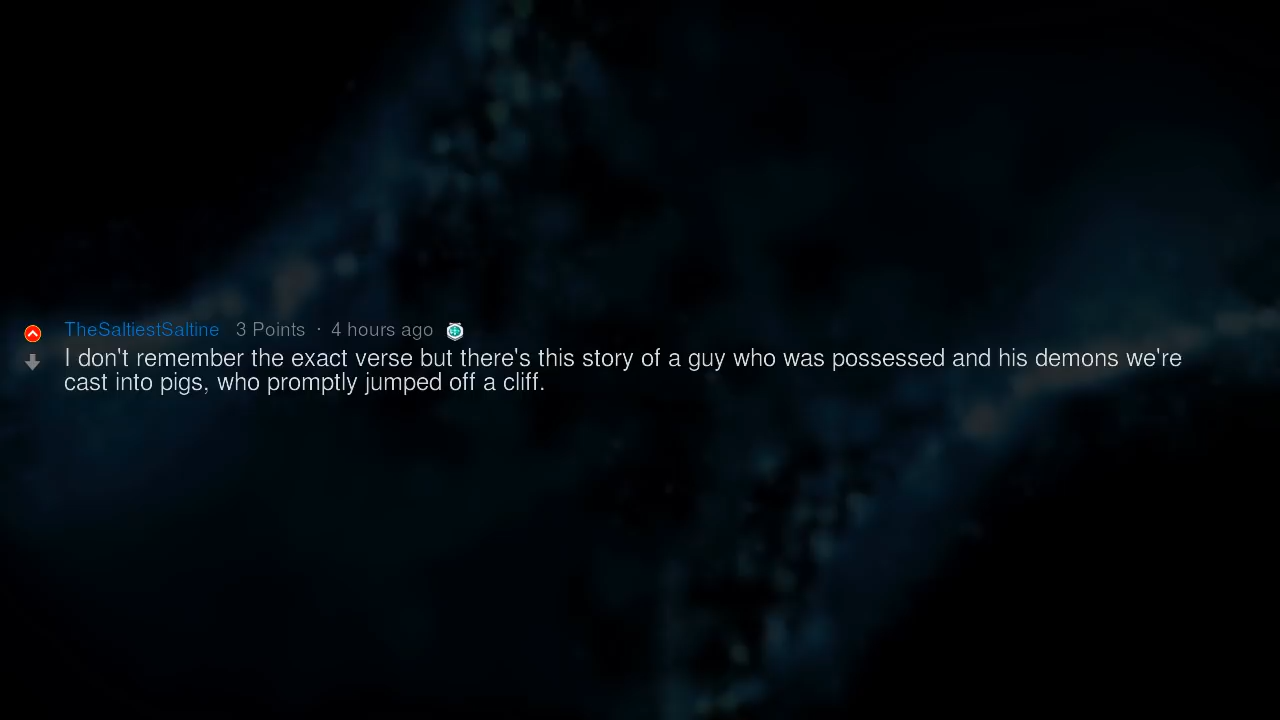 TheSaltiestSaltine 3 Points · 4 hours ago
I don't remember the exact verse but there's this story of a guy who was possessed and his demons we're
cast into pigs, who promptly jumped off a cliff.